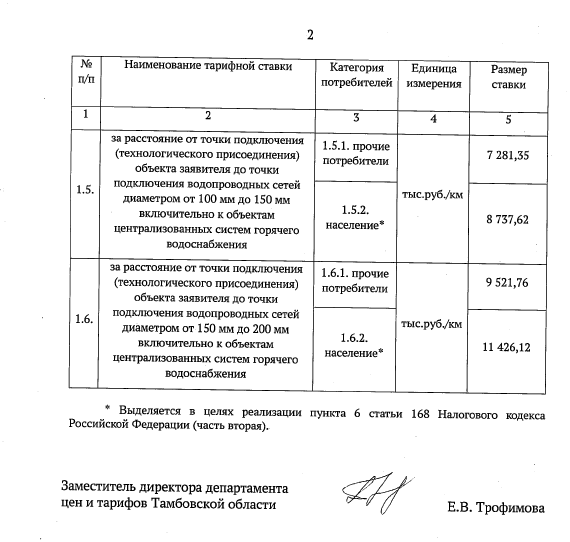 2
№
п/п
Наименование тарифной ставки
Категория
потребителей
Единица
измерения
Размер
ставки
1
2
3
4
5
1.5.
за расстояние от точки подключения
(технологического присоединения)
объекта заявителя до точки
подключения водопроводных сетей
диаметром от 100 мм до 150 мм
включительно к объектам
централизованных систем горячего
водоснабжения
1.5.1. прочие
потребители
1.5.2.
население*
тыс.руб./км
7 281,35
8 737,62
1.6.
за расстояние от точки подключения
(технологического присоединения)
объекта заявителя до точки
подключения водопроводных сетей
диаметром от 150 мм до 200 мм
включительно к объектам
централизованных систем горячего
водоснабжения
1.6.1. прочие
потребители
1.6.2.
население*
тыс.руб./км
9 521,76
11 426,12
* Выделяется в целях реализации пункта 6 статьи 168 Налогового кодекса
Российской Федерации (часть вторая).
Заместитель директора департамента
цен и тарифов Тамбовской области
Е.В. Трофимова